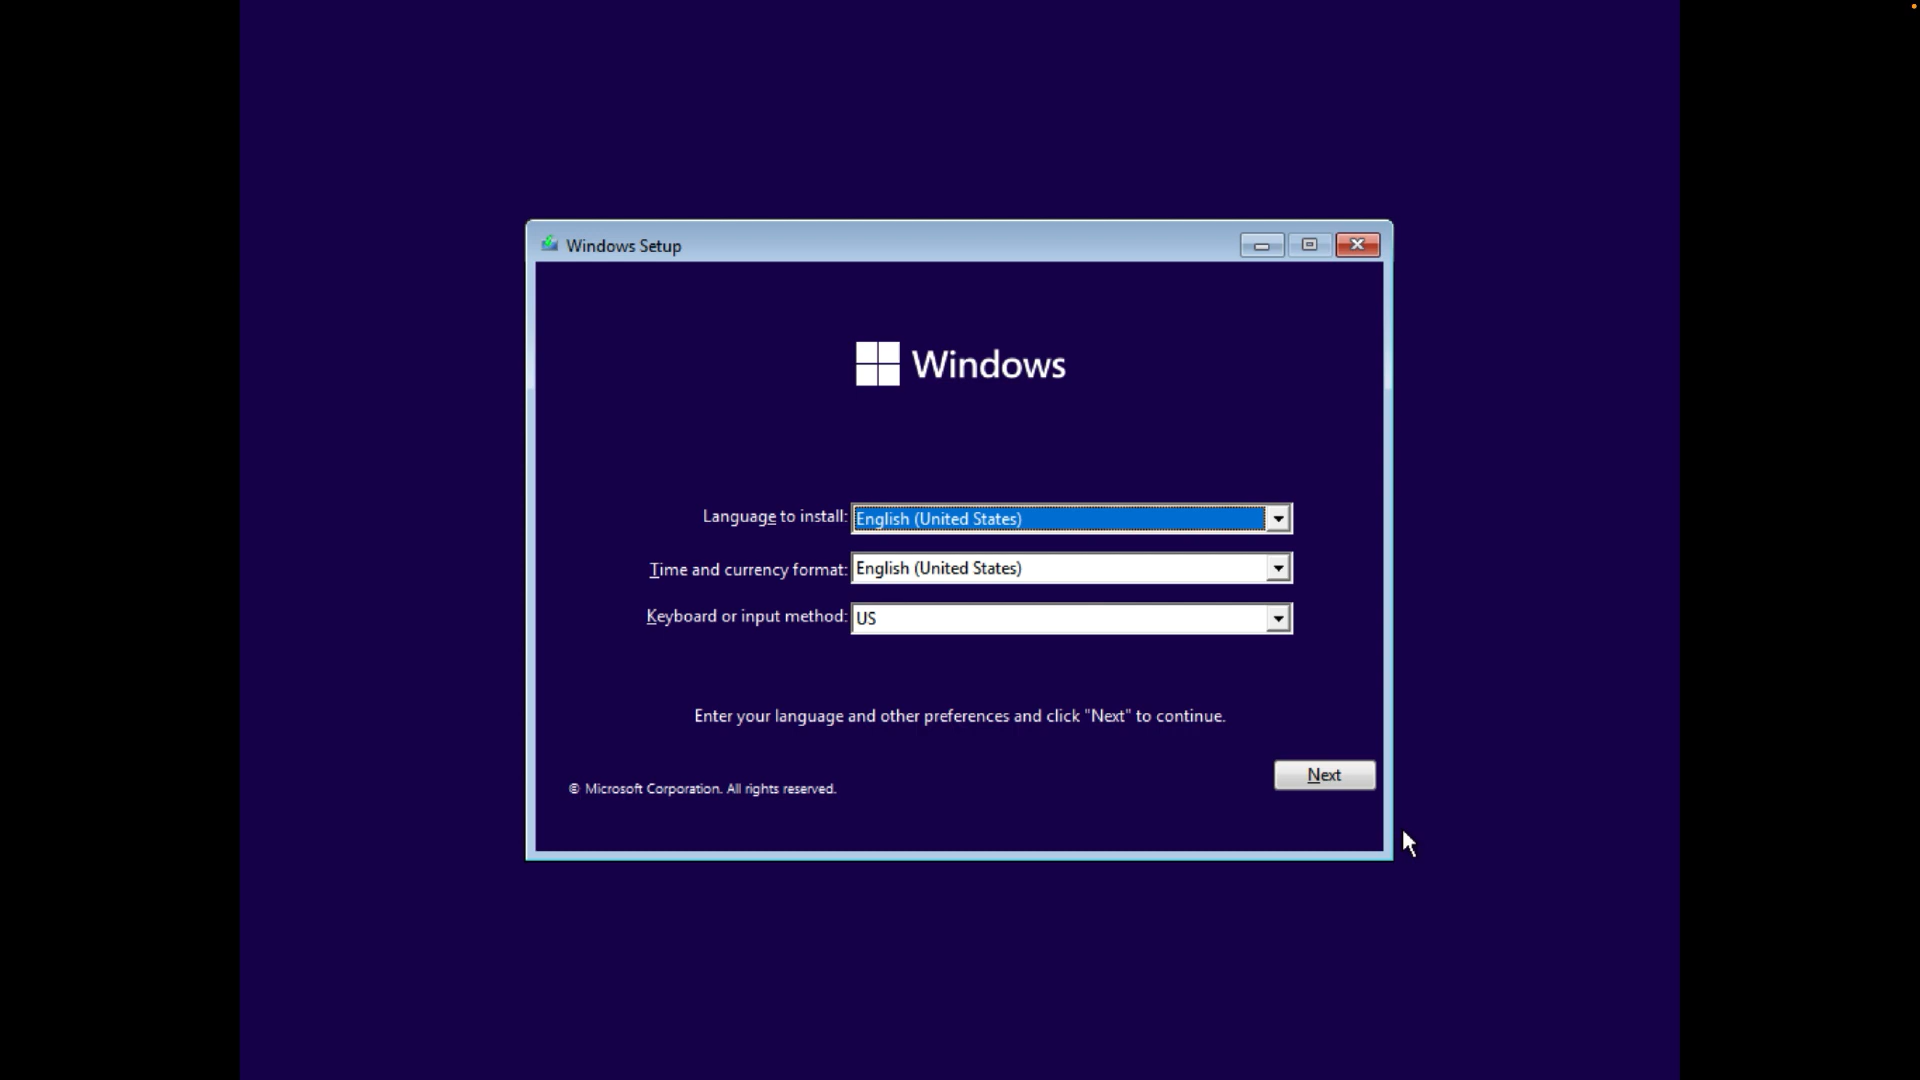 Windows Setup
Windows
Language to install: English (United States)
Time and currency format: English (United States)
Keyboard or input method: US
Enter your language and other preferences and click "Next" to continue.
Next
© Microsoft Corporation. All rights reserved.